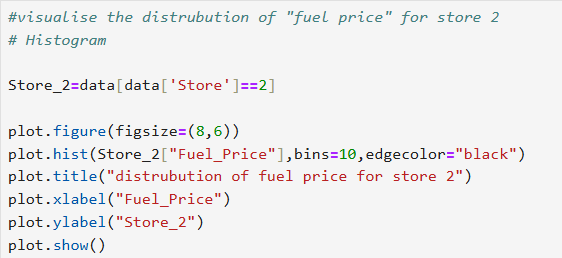 #visualise the distrubution of "fuel price" for store 2
# Histogram
Store_2=data[data['Store']==2]
plot.figure(figsize=(8,6))
plot.hist(Store_2["Fuel_Price"],bins=10,edgecolor="black")
plot.title("distrubution of fuel price for store 2")
plot.xlabel("Fuel_Price")
plot.ylabel("Store_2")
plot.show()